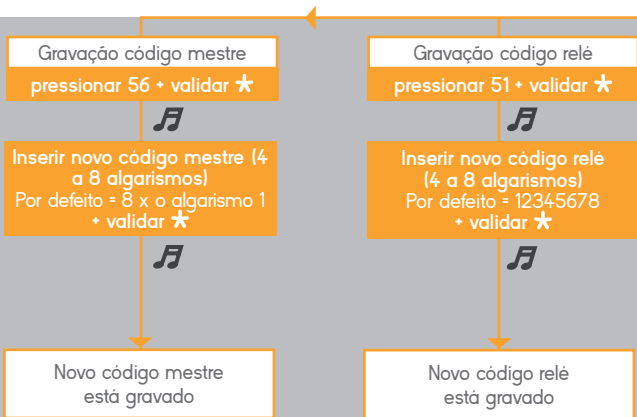 Gravação código mestre
pressionar 56 + validar *
Inserir novo código mestre (4
a 8 algarismos)
Por defeito = 8 x o algarismo 1
+ validar *
Novo código mestre
está gravado
Gravação código relé
pressionar 51 + validar *
Inserir novo código relé
(4 a 8 algarismos)
Por defeito = 12345678
+ validar *
Novo código relé
está gravado